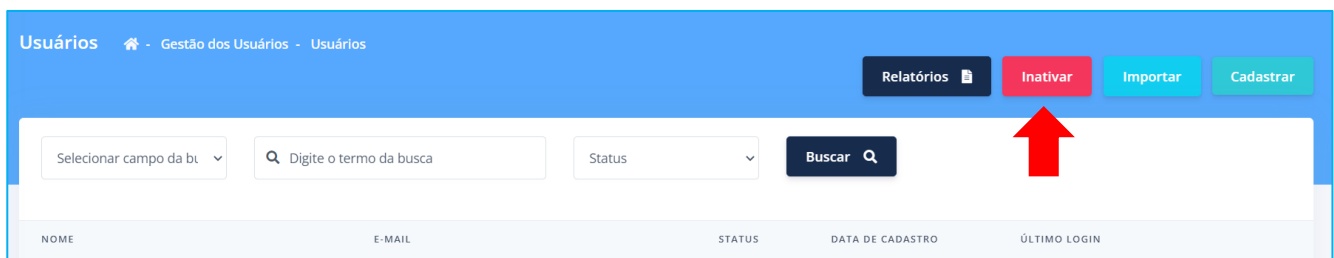 Usuários - Gestão dos Usuários - Usuários
Relatórios Inativar Importar Cadastrar
Selecionar campo da bu Digite o termo da busca Status Buscar
NOME E-MAIL STATUS DATA DE CADASTRO ÚLTIMO LOGIN